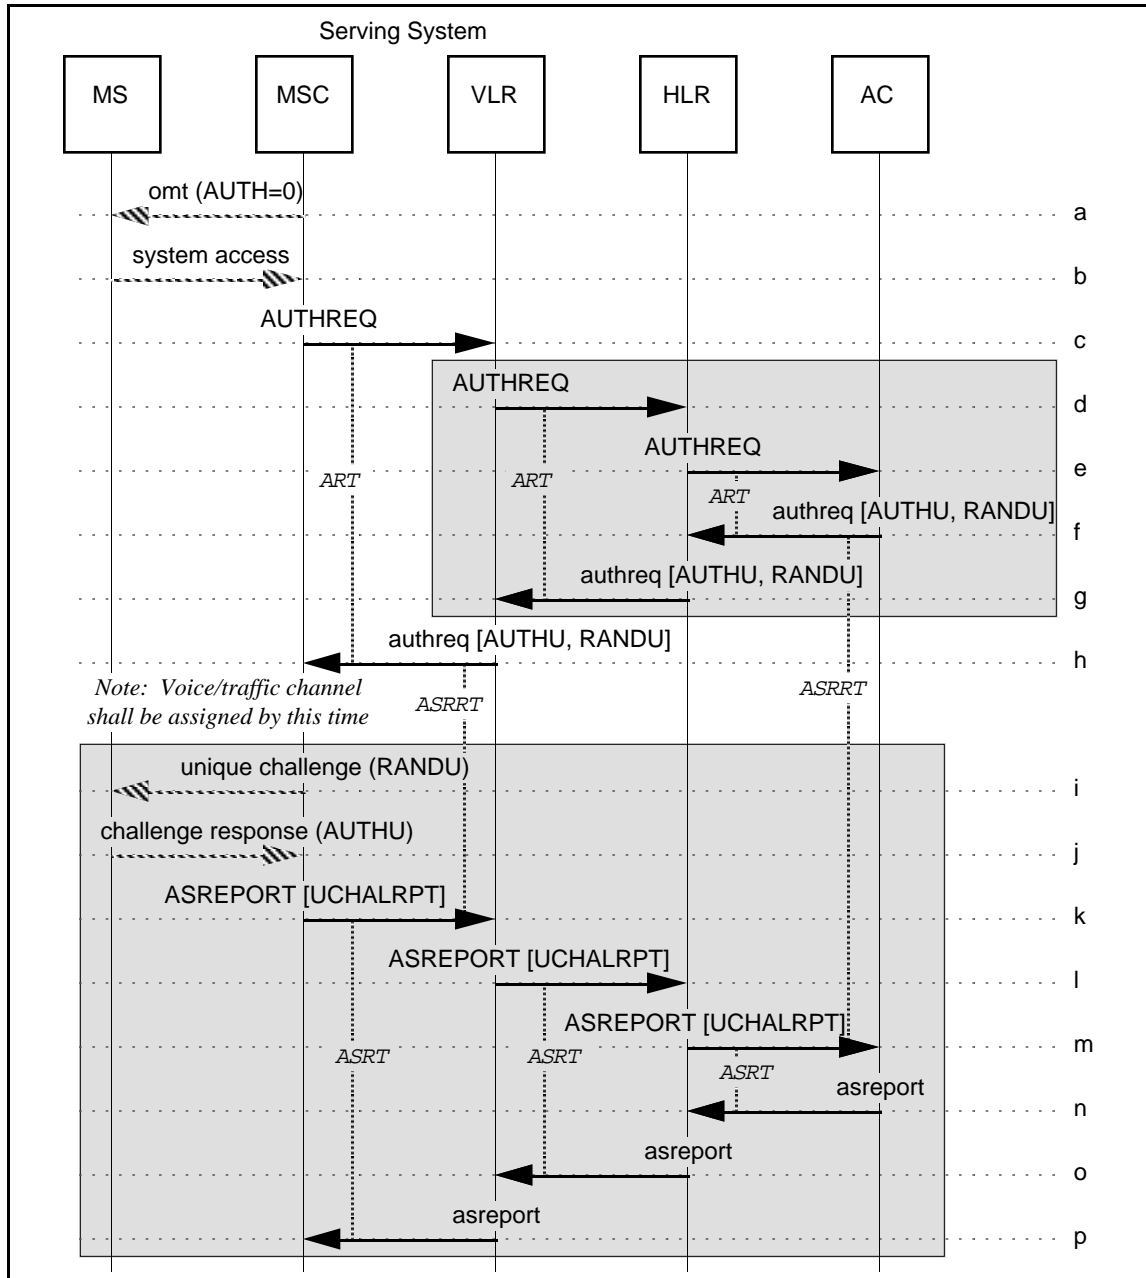 Serving System
MS MSC VLR HLR AC
omt (AUTH=0)
a
system access
b
AUTHREQ
c
AUTHREQ
d
AUTHREQ
e
ART ART ART
authreq [AUTHU, RANDU]
f
authreq [AUTHU, RANDU]
g
authreq [AUTHU, RANDU]
h
Note: Voice/traffic channel
shall be assigned by this time
ASRRT ASRRT
unique challenge (RANDU)
i
challenge response (AUTHU)
j
ASREPORT [UCHALRPT]
k
ASREPORT [UCHALRPT]
l
ASREPORT [UCHALRPT]
m
ASRT ASRT ASRT
asreport
n
asreport
o
asreport
p